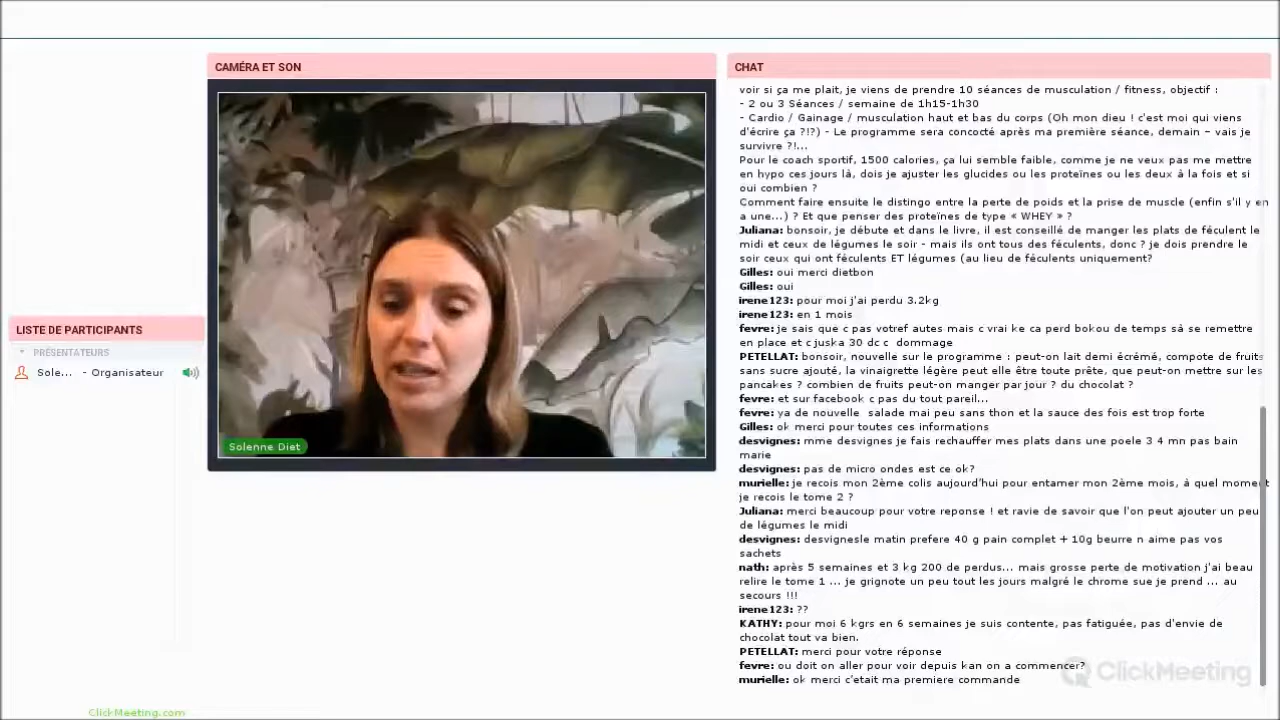 CAMÉRA ET SON
Solenne Diet
LISTE DE PARTICIPANTS
PRÉSENTATEURS
Sole... - Organisateur
ClickMeeting.com
CHAT
voir si ça me plait, je viens de prendre 10 séances de musculation / fitness, objectif :
- 2 ou 3 Séances / semaine de 1h15-1h30
- Cardio / Gainage / musculation haut et bas du corps (Oh mon dieu ! c'est moi qui viens
d'écrire ça ?!?) - Le programme sera concocté après ma première séance, demain – vais je
survivre ?!...
Pour le coach sportif, 1500 calories, ça lui semble faible, comme je ne veux pas me mettre
en hypo ces jours là, dois je ajuster les glucides ou les proteïnes ou les deux à la fois et si
oui combien ?
Comment faire ensuite le distingo entre la perte de poids et la prise de muscle (enfin s'il y en
a une...) ? Et que penser des proteïnes de type « WHEY » ?
Juliana: bonsoir, je débute et dans le livre, il est conseillé de manger les plats de féculent le
midi et ceux de légumes le soir - mais ils ont tous des féculents, donc ? je dois prendre le
soir ceux qui ont féculents ET légumes (au lieu de féculents uniquement?
Gilles: oui merci dietbon
Gilles: oui
irene123: pour moi j'ai perdu 3.2kg
irene123: en 1 mois
fevre: je sais que c pas votref autes mais c vrai ke ca perd bokou de temps sà se remettre
en place et c juska 30 dc c dommage
PETELLAT: bonsoir, nouvelle sur le programme : peut-on lait demi écrémé, compote de fruits
sans sucre ajouté, la vinaigrette légère peut elle être toute prête, que peut-on mettre sur les
pancakes ? combien de fruits peut-on manger par jour ? du chocolat ?
fevre: et sur facebook c pas du tout pareil...
fevre: ya de nouvelle salade mai peu sans thon et la sauce des fois est trop forte
Gilles: ok merci pour toutes ces informations
desvignes: mme desvignes je fais rechauffer mes plats dans une poele 3 4 mn pas bain
marie
desvignes: pas de micro ondes est ce ok?
murielle: je recois mon 2ème colis aujourd'hui pour entamer mon 2ème mois, à quel moment
je recois le tome 2 ?
Juliana: merci beaucoup pour votre reponse ! et ravie de savoir que l'on peut ajouter un peu
de légumes le midi
desvignes: desvignesle matin prefere 40 g pain complet + 10g beurre n aime pas vos
sachets
nath: après 5 semaines et 3 kg 200 de perdus... mais grosse perte de motivation j'ai beau
relire le tome 1 ... je grignote un peu tout les jours malgré le chrome sue je prend ... au
secours !!!
irene123: ??
KATHY: pour moi 6 kgrs en 6 semaines je suis contente, pas fatiguée, pas d'envie de
chocolat tout va bien.
PETELLAT: merci pour votre réponse
fevre: ou doit on aller pour voir depuis kan on a commencer?
murielle: ok merci c'etait ma premiere commande
ClickMeeting